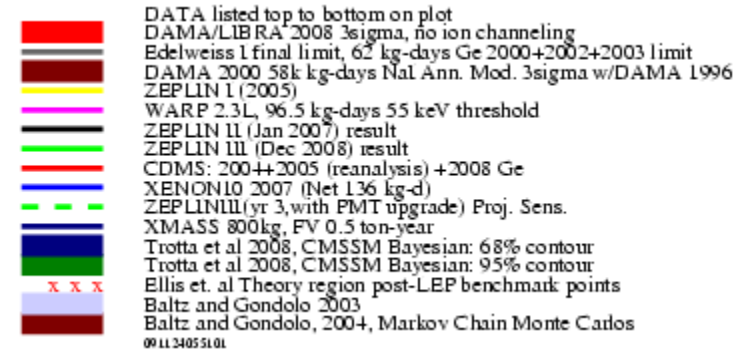 DATA listed top to bottom on plot
DAMA/LIBRA 2008 3sigma, no ion channeling
Edelweiss I final limit, 62 kg-days Ge 2000+2002+2003 limit
DAMA 2000 58k kg-days NaI Ann. Mod. 3sigma w/DAMA 1996
ZEPLIN I (2005)
WARP 2.3L, 96.5 kg-days 55 keV threshold
ZEPLIN II (Jan 2007) result
ZEPLIN III (Dec 2008) result
CDMS: 2004+2005 (reanalysis) +2008 Ge
XENON10 2007 (Net 136 kg-d)
ZEPLINIII(yr 3,with PMT upgrade) Proj. Sens.
XMASS 800kg, FV 0.5 ton-year
Trotta et al 2008, CMSSM Bayesian: 68% contour
Trotta et al 2008, CMSSM Bayesian: 95% contour
x x x Ellis et. al Theory region post-LEP benchmark points
Baltz and Gondolo 2003
Baltz and Gondolo, 2004, Markov Chain Monte Carlos
091124055101